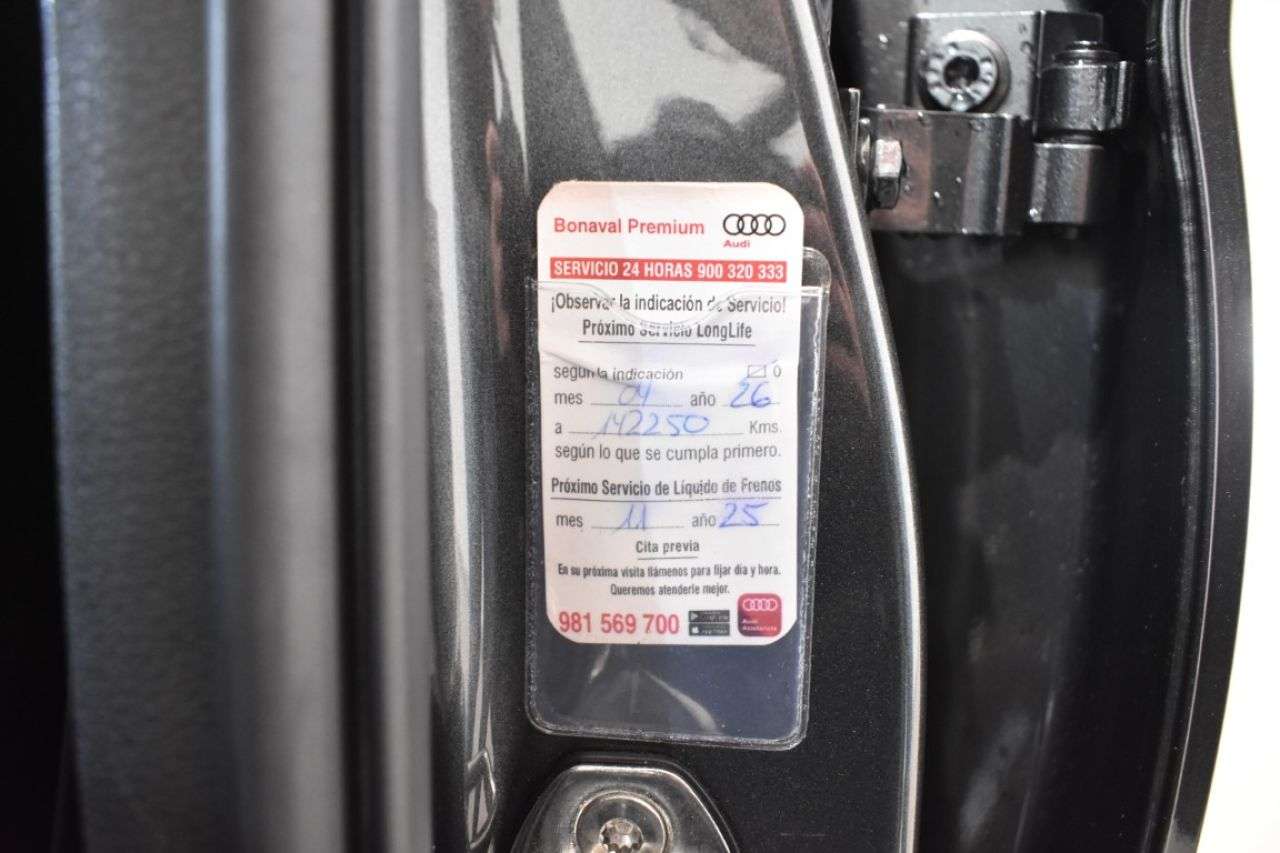 Bonaval Premium
Audi
SERVICIO 24 HORAS 900 320 333
¡Observar la indicación de Servicio!
Próximo Servicio LongLife
según la indicación ó
mes 04 año 26
a 142250 Kms.
según lo que se cumpla primero.
Próximo Servicio de Líquido de Frenos
mes 11 año 25
Cita previa
En su próxima visita llámenos para fijar día y hora.
Queremos atenderle mejor.
981 569 700
Audi